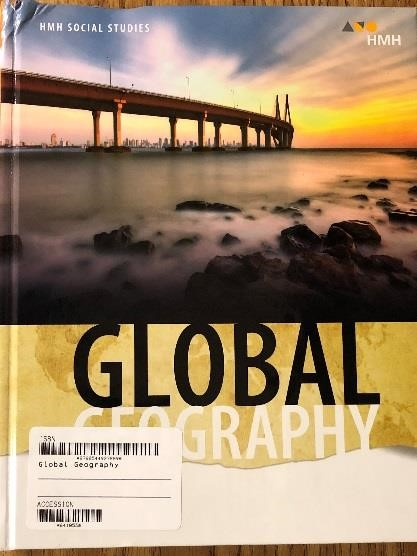 HMH SOCIAL STUDIES
HMH
GLOBAL
GEOGRAPHY
ISBN
Global Geography
ACCESSION